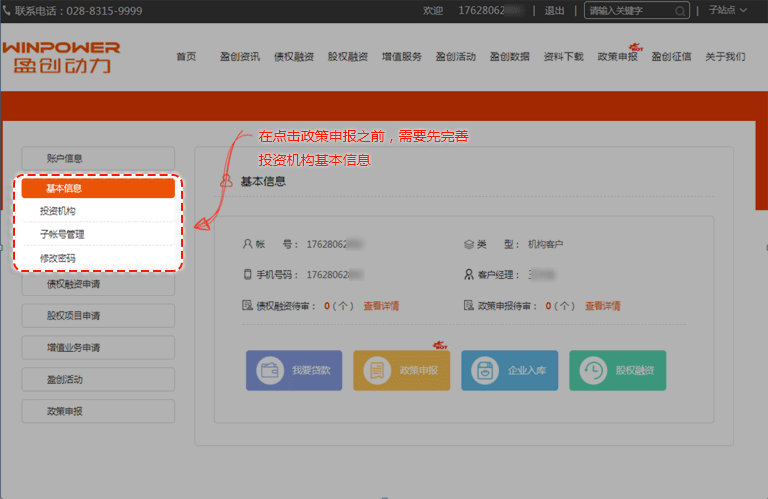 联系电话：028-8315-9999 欢迎 17628062 | 退出 | 请输入关键字 | 子站点
WINPOWER
盈创动力
首页 盈创资讯 债权融资 股权融资 增值服务 盈创活动 盈创数据 资料下载 政策申报 盈创征信 关于我们
HOT
在点击政策申报之前，需要先完善
投资机构基本信息
账户信息
基本信息
投资机构
子帐号管理
修改密码
债权融资申请
股权项目申请
增值业务申请
盈创活动
政策申报
基本信息
帐 号： 17628062 类 型： 机构客户
手机号码： 17628062 客户经理：
债权融资待审： 0（个） 查看详情 政策申报待审： 0（个） 查看详情
HOT
我要贷款 政策申报 企业入库 股权融资